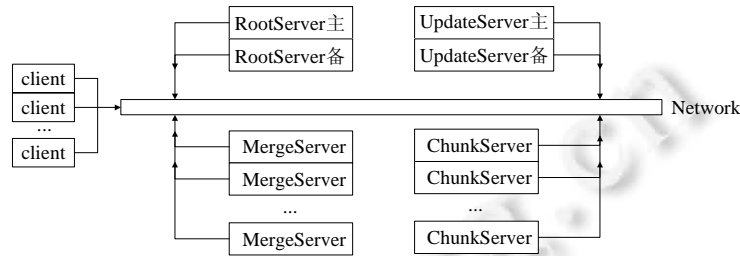 RootServer主
RootServer备
UpdateServer主
UpdateServer备
client
client
...
client
Network
MergeServer
MergeServer
...
MergeServer
ChunkServer
ChunkServer
...
ChunkServer